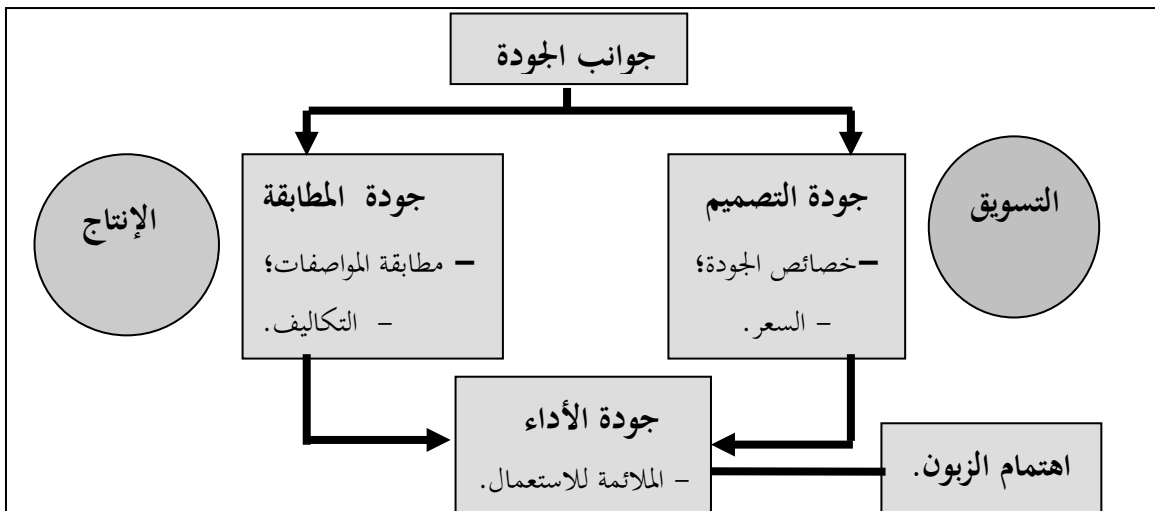 جوانب الجودة
التسويق
جودة التصميم
–خصائص الجودة؛
– السعر.
جودة المطابقة
– مطابقة المواصفات؛
– التكاليف.
الإنتاج
جودة الأداء
– الملائمة للاستعمال.
اهتمام الزبون.